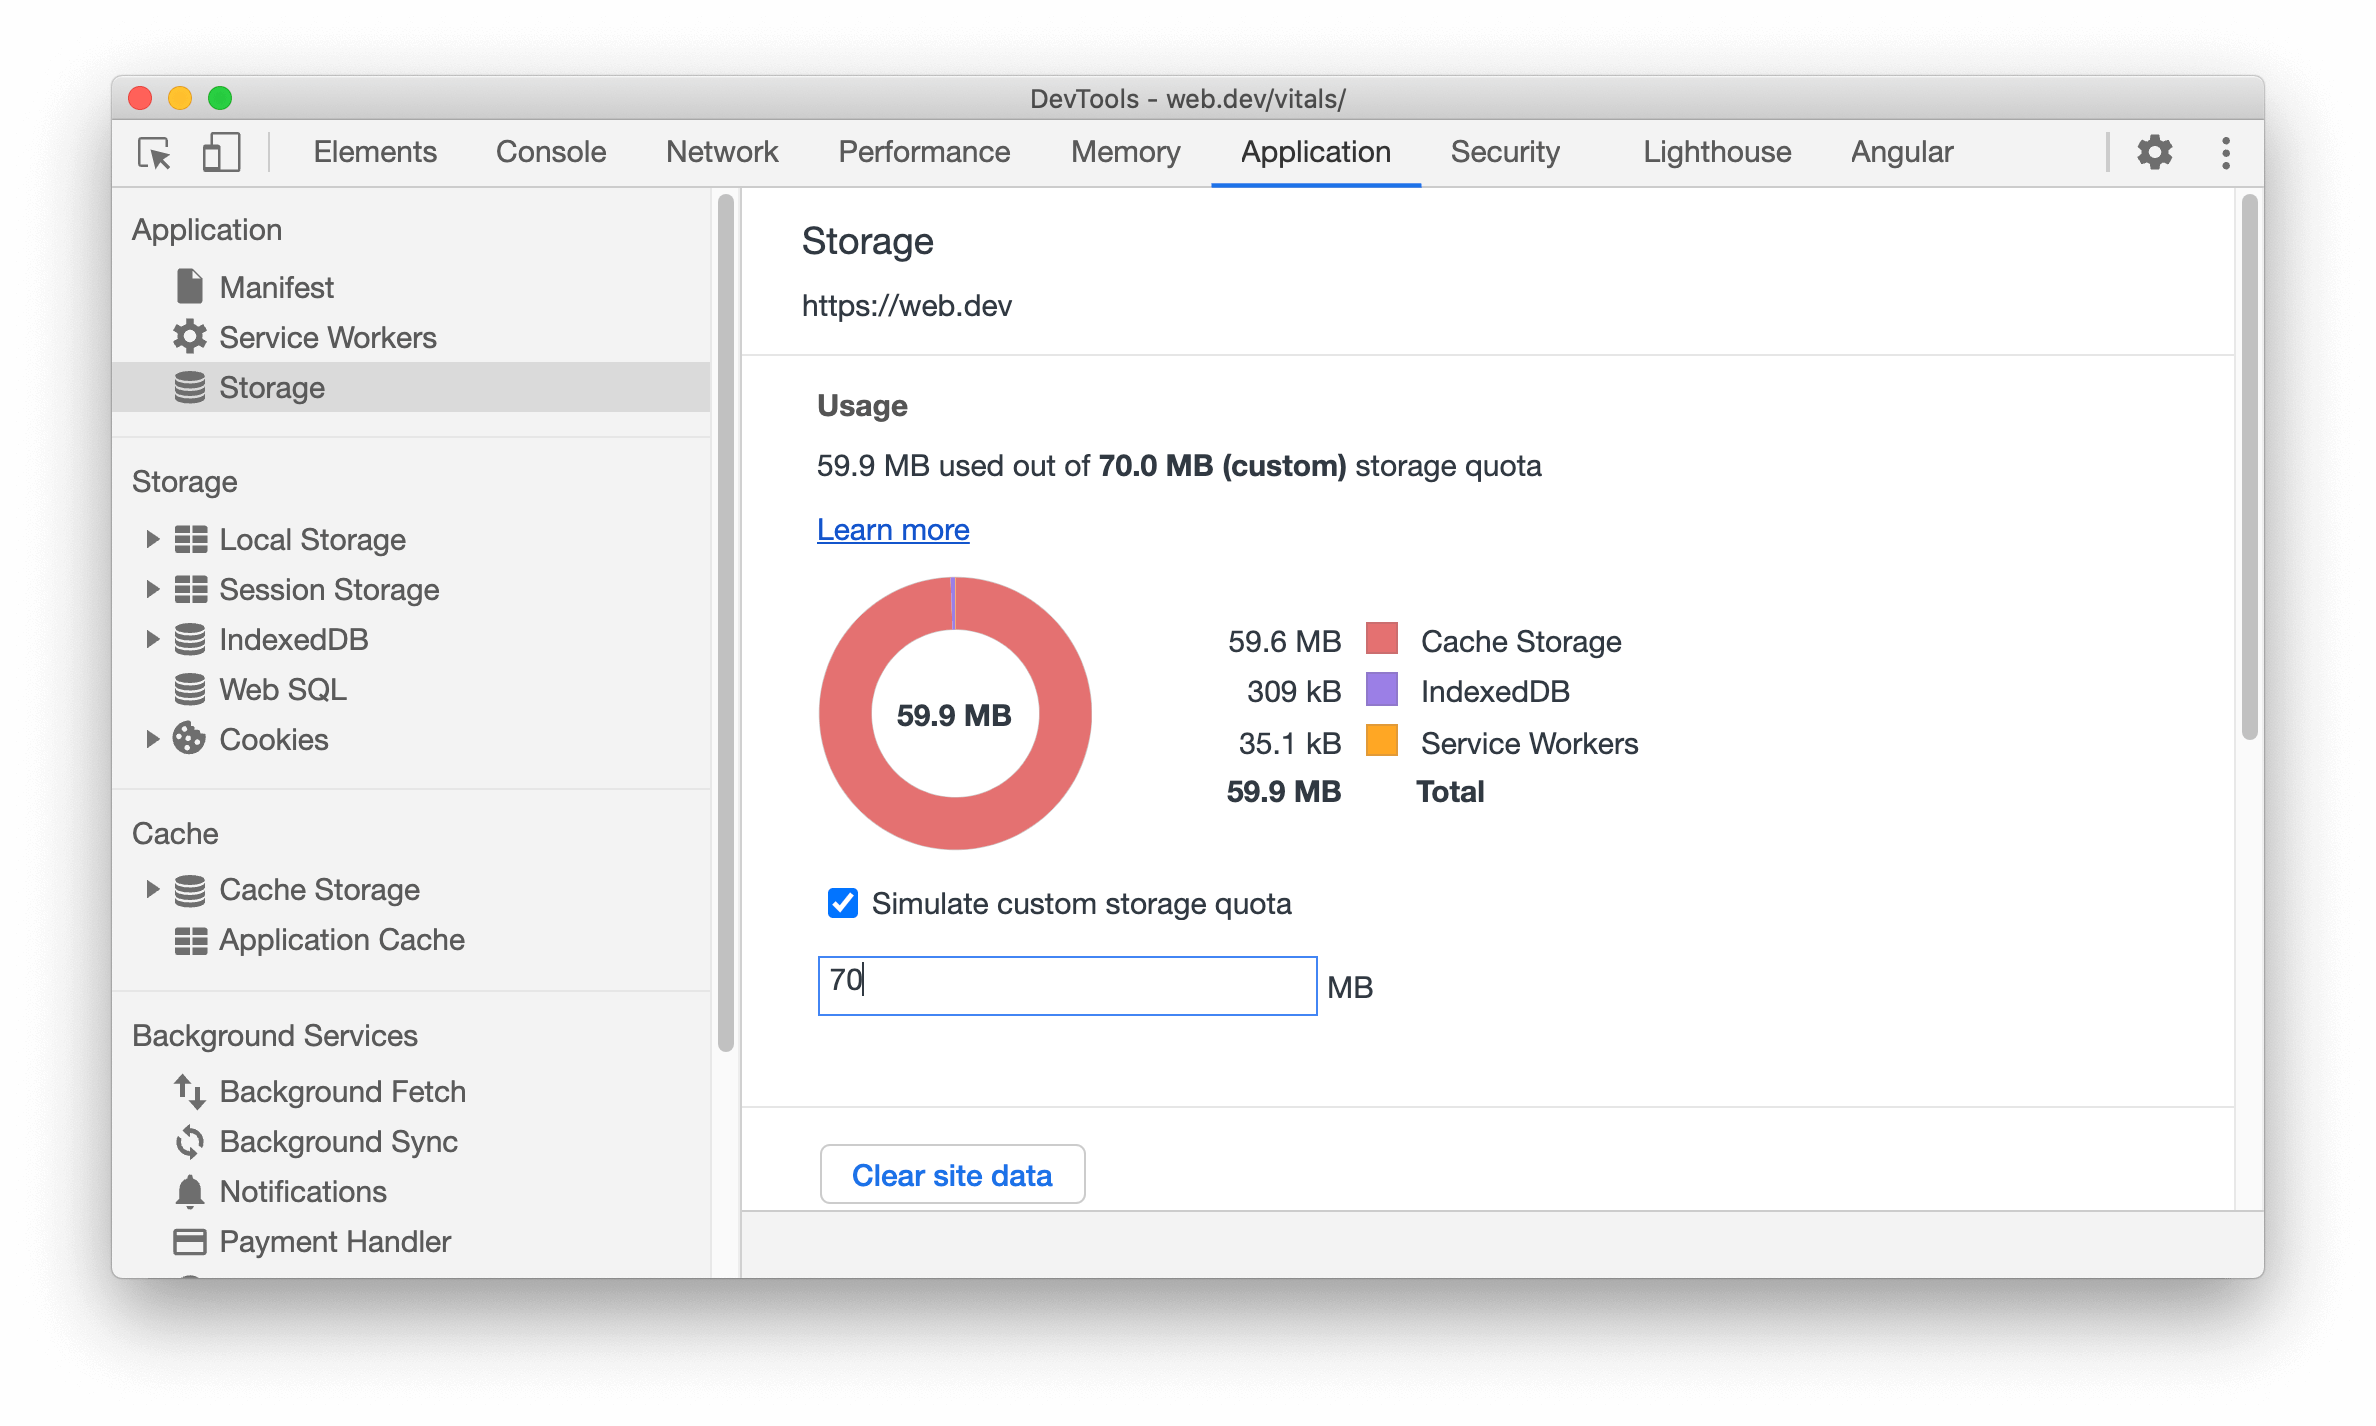 DevTools - web.dev/vitals/
Elements Console Network Performance Memory Application Security Lighthouse Angular
Application
Manifest
Service Workers
Storage
Storage
Local Storage
Session Storage
IndexedDB
Web SQL
Cookies
Cache
Cache Storage
Application Cache
Background Services
Background Fetch
Background Sync
Notifications
Payment Handler
Storage
https://web.dev
Usage
59.9 MB used out of 70.0 MB (custom) storage quota
Learn more
59.9 MB
59.6 MB Cache Storage
309 kB IndexedDB
35.1 kB Service Workers
59.9 MB Total
Simulate custom storage quota
70 MB
Clear site data